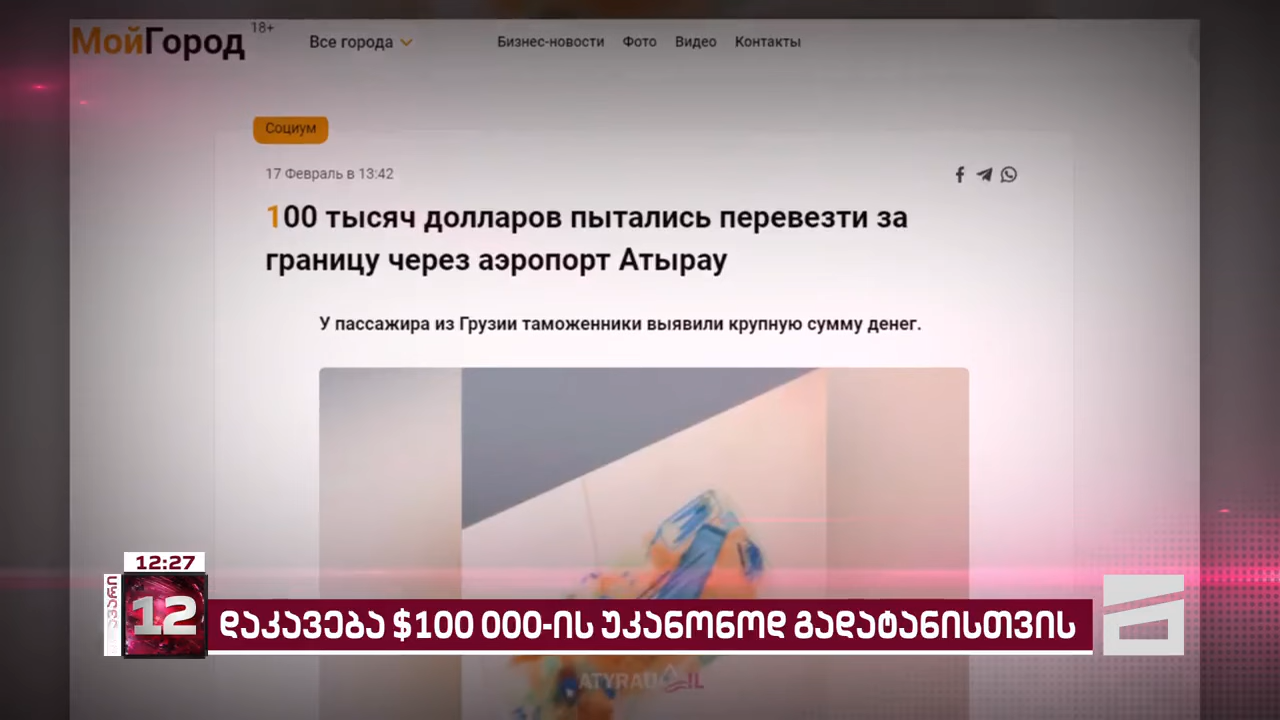 МойГород
18+
Все города
Бизнес-новости Фото Видео Контакты
Социум
17 Февраль в 13:42
100 тысяч долларов пытались перевезти за
границу через аэропорт Атырау
У пассажира из Грузии таможенники выявили крупную сумму денег.
12:27
12
დაკავება $100 000-ის უკანონოდ გადატანისთვის